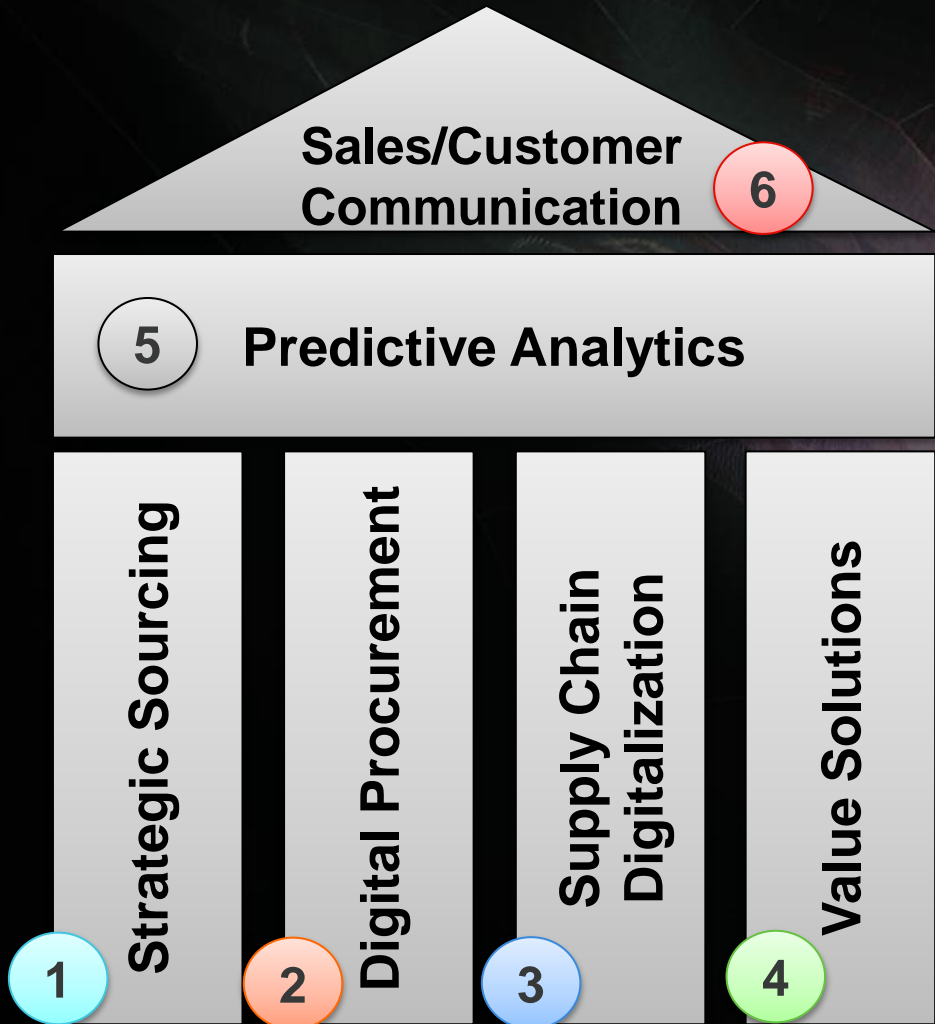 Sales/Customer
Communication
6
5
Predictive Analytics
Strategic Sourcing
Digital Procurement
Supply Chain
Digitalization
Value Solutions
1
2
3
4